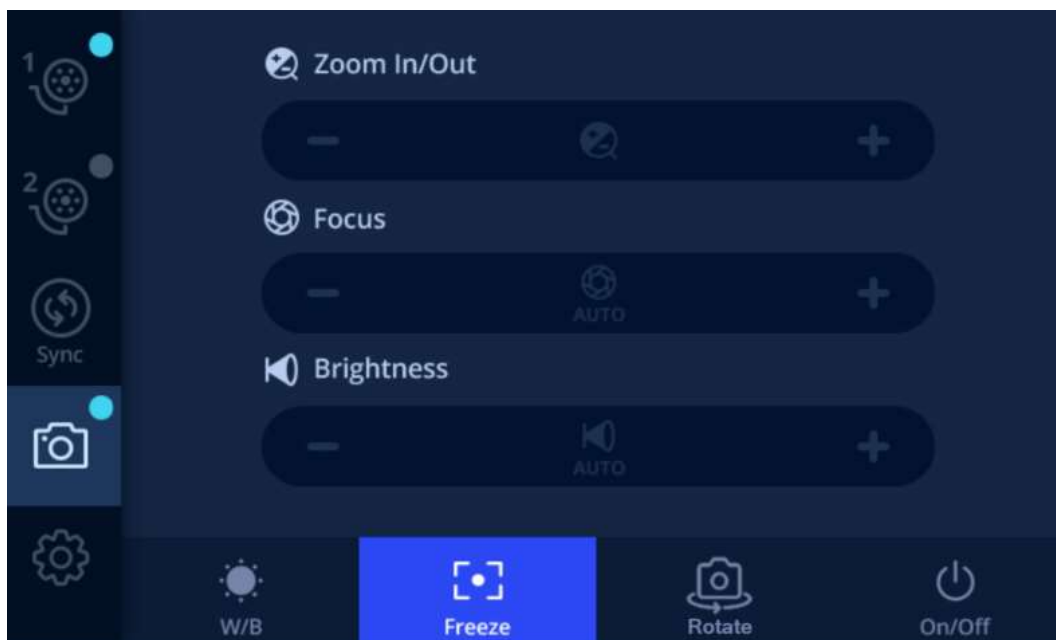 1
2
Sync
Zoom In/Out
Focus
AUTO
Brightness
AUTO
W/B
Freeze
Rotate
On/Off